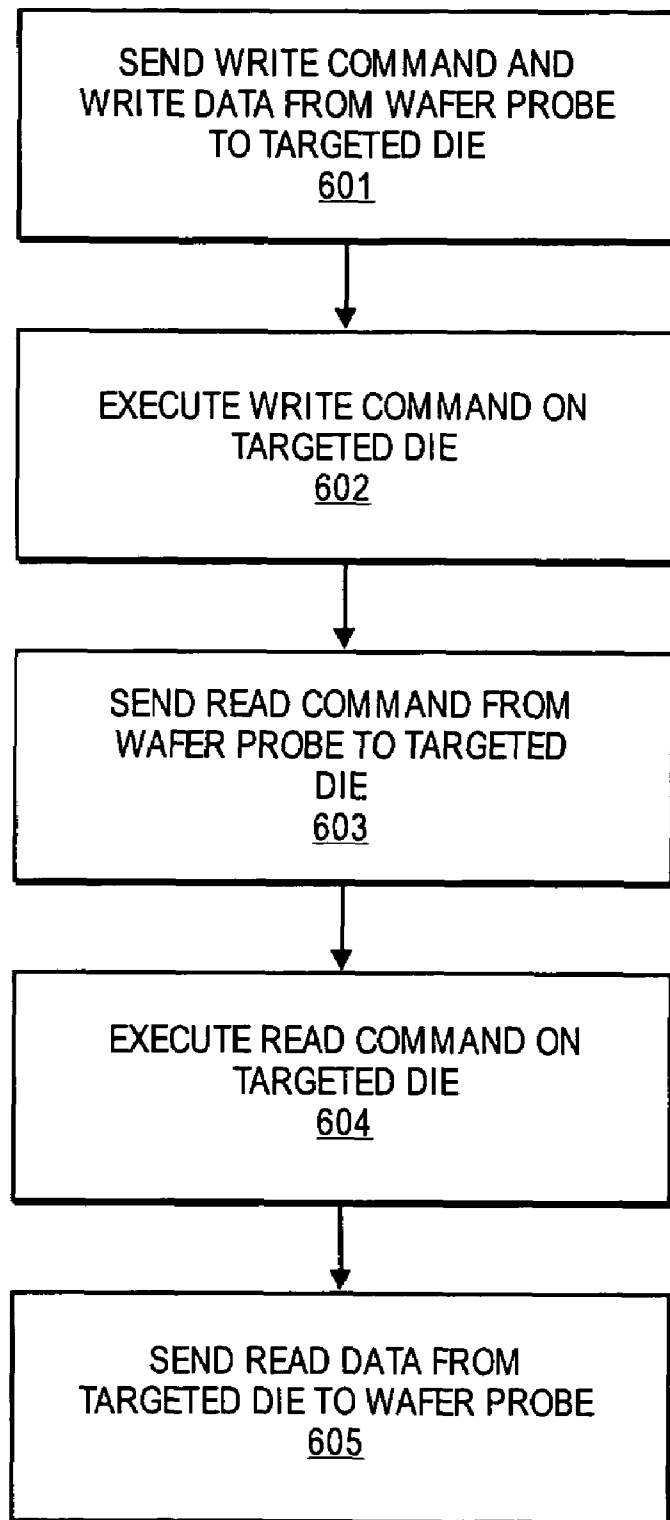 SEND WRITE COMMAND AND
WRITE DATA FROM WAFER PROBE
TO TARGETED DIE
601
EXECUTE WRITE COMMAND ON
TARGETED DIE
602
SEND READ COMMAND FROM
WAFER PROBE TO TARGETED
DIE
603
EXECUTE READ COMMAND ON
TARGETED DIE
604
SEND READ DATA FROM
TARGETED DIE TO WAFER PROBE
605